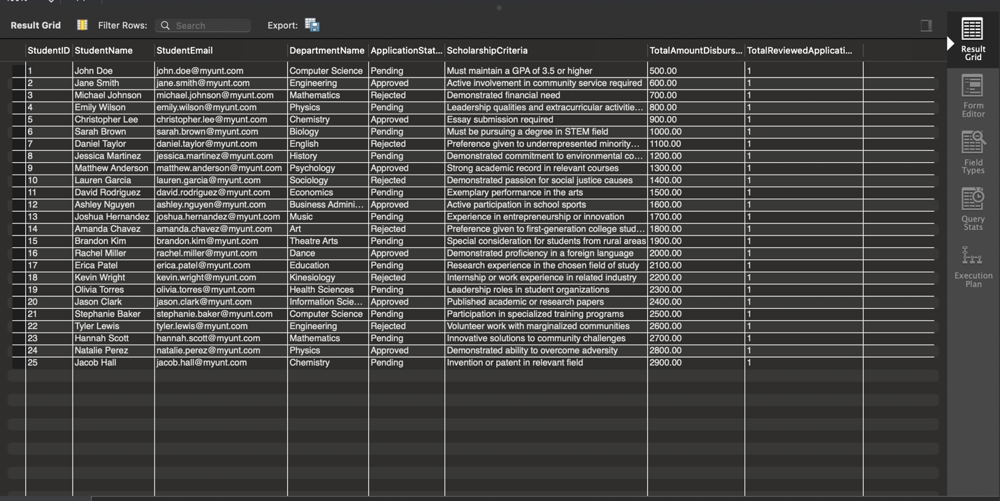 Result Grid Filter Rows: Search Export:
StudentID StudentName StudentEmail DepartmentName ApplicationStat... ScholarshipCriteria TotalAmountDisburs... TotalReviewedApplicati...
1 John Doe john.doe@myunt.com Computer Science Pending Must maintain a GPA of 3.5 or higher 500.00 1
2 Jane Smith jane.smith@myunt.com Engineering Approved Active involvement in community service required 600.00 1
3 Michael Johnson michael.johnson@myunt.com Mathematics Rejected Demonstrated financial need 700.00 1
4 Emily Wilson emily.wilson@myunt.com Physics Pending Leadership qualities and extracurricular activitie... 800.00 1
5 Christopher Lee christopher.lee@myunt.com Chemistry Approved Essay submission required 900.00 1
6 Sarah Brown sarah.brown@myunt.com Biology Pending Must be pursuing a degree in STEM field 1000.00 1
7 Daniel Taylor daniel.taylor@myunt.com English Rejected Preference given to underrepresented minority... 1100.00 1
8 Jessica Martinez jessica.martinez@myunt.com History Pending Demonstrated commitment to environmental co... 1200.00 1
9 Matthew Anderson matthew.anderson@myunt.com Psychology Approved Strong academic record in relevant courses 1300.00 1
10 Lauren Garcia lauren.garcia@myunt.com Sociology Rejected Demonstrated passion for social justice causes 1400.00 1
11 David Rodriguez david.rodriguez@myunt.com Economics Pending Exemplary performance in the arts 1500.00 1
12 Ashley Nguyen ashley.nguyen@myunt.com Business Admini... Approved Active participation in school sports 1600.00 1
13 Joshua Hernandez joshua.hernandez@myunt.com Music Pending Experience in entrepreneurship or innovation 1700.00 1
14 Amanda Chavez amanda.chavez@myunt.com Art Rejected Preference given to first-generation college stud... 1800.00 1
15 Brandon Kim brandon.kim@myunt.com Theatre Arts Pending Special consideration for students from rural areas 1900.00 1
16 Rachel Miller rachel.miller@myunt.com Dance Approved Demonstrated proficiency in a foreign language 2000.00 1
17 Erica Patel erica.patel@myunt.com Education Pending Research experience in the chosen field of study 2100.00 1
18 Kevin Wright kevin.wright@myunt.com Kinesiology Rejected Internship or work experience in related industry 2200.00 1
19 Olivia Torres olivia.torres@myunt.com Health Sciences Pending Leadership roles in student organizations 2300.00 1
20 Jason Clark jason.clark@myunt.com Information Scie... Approved Published academic or research papers 2400.00 1
21 Stephanie Baker stephanie.baker@myunt.com Computer Science Pending Participation in specialized training programs 2500.00 1
22 Tyler Lewis tyler.lewis@myunt.com Engineering Rejected Volunteer work with marginalized communities 2600.00 1
23 Hannah Scott hannah.scott@myunt.com Mathematics Pending Innovative solutions to community challenges 2700.00 1
24 Natalie Perez natalie.perez@myunt.com Physics Approved Demonstrated ability to overcome adversity 2800.00 1
25 Jacob Hall jacob.hall@myunt.com Chemistry Pending Invention or patent in relevant field 2900.00 1
Result
Grid
Form
Editor
Field
Types
Query
Stats
Execution
Plan